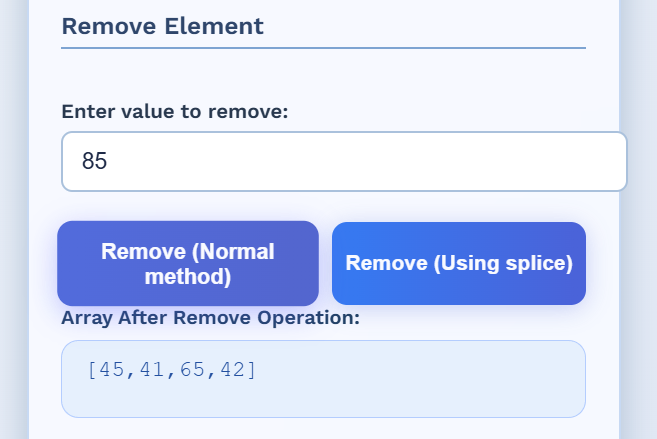 Remove Element
Enter value to remove:
85
Remove (Normal
method)
Remove (Using splice)
Array After Remove Operation:
[45,41,65,42]